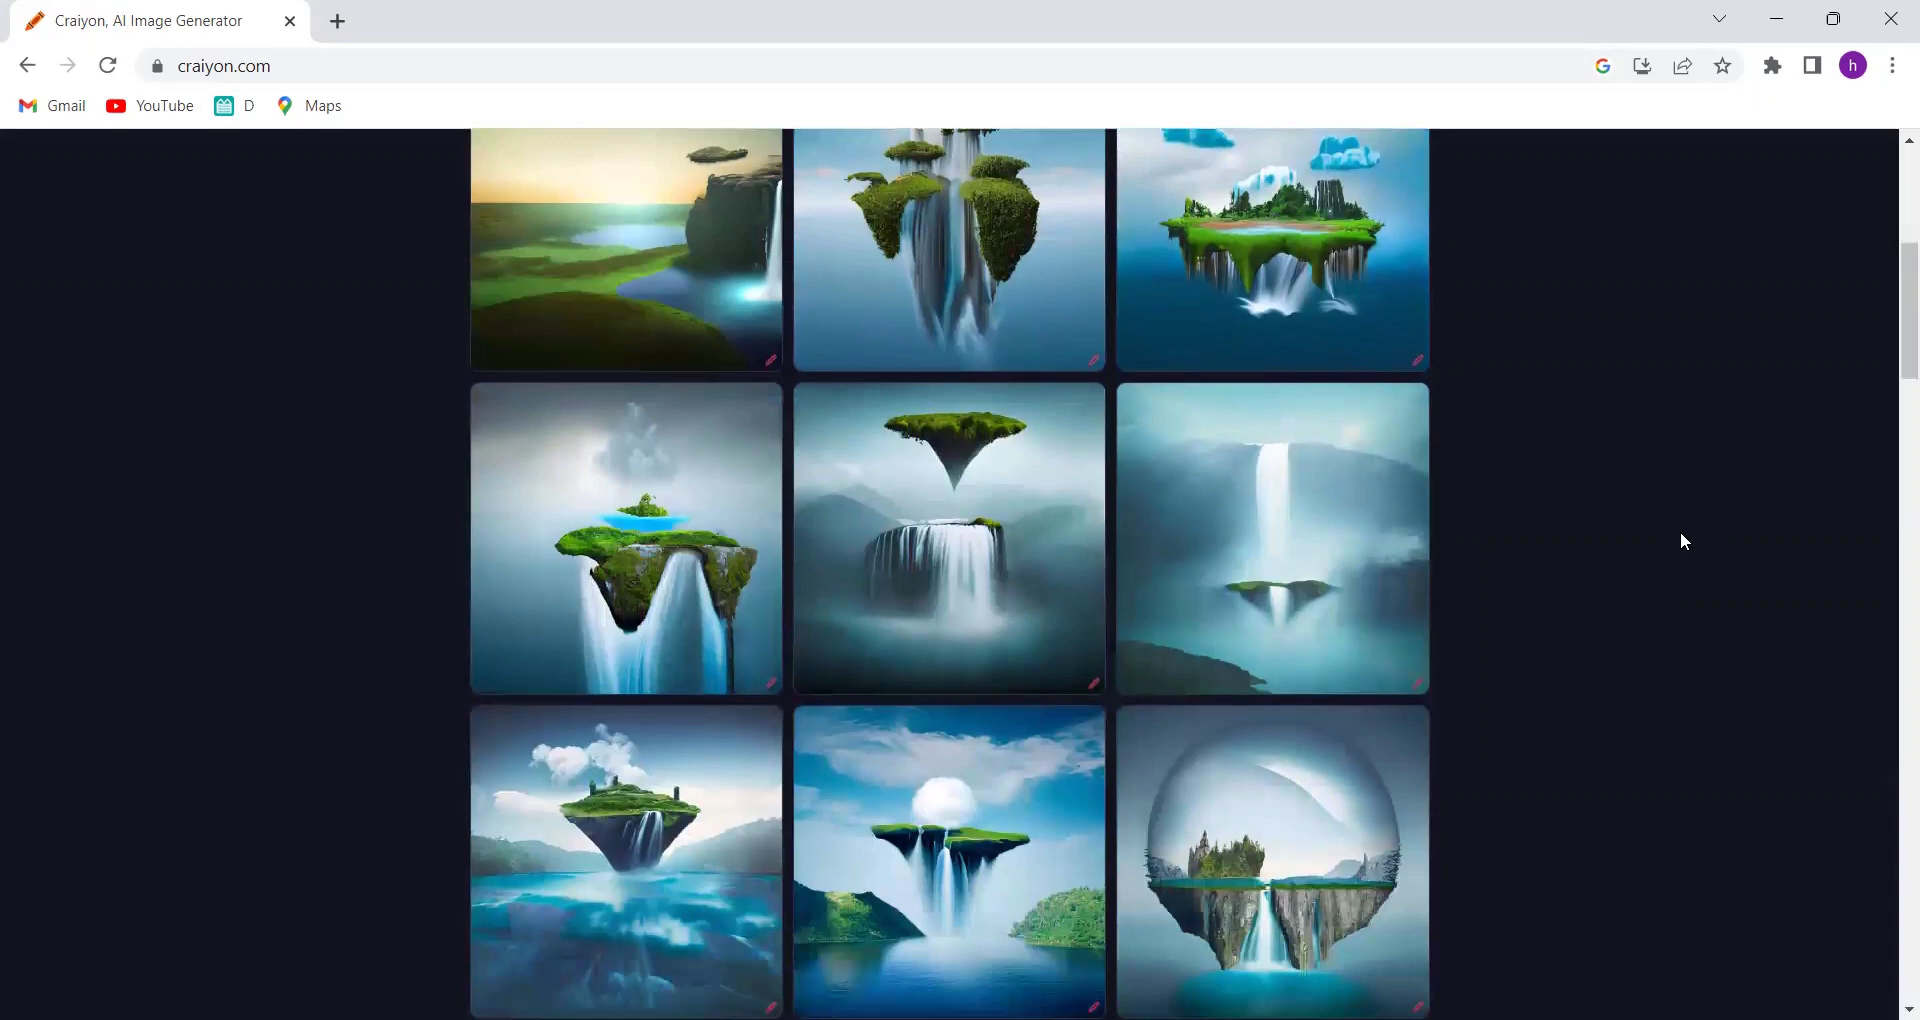 Craiyon, AI Image Generator
craiyon.com
h
Gmail
YouTube
D
Maps